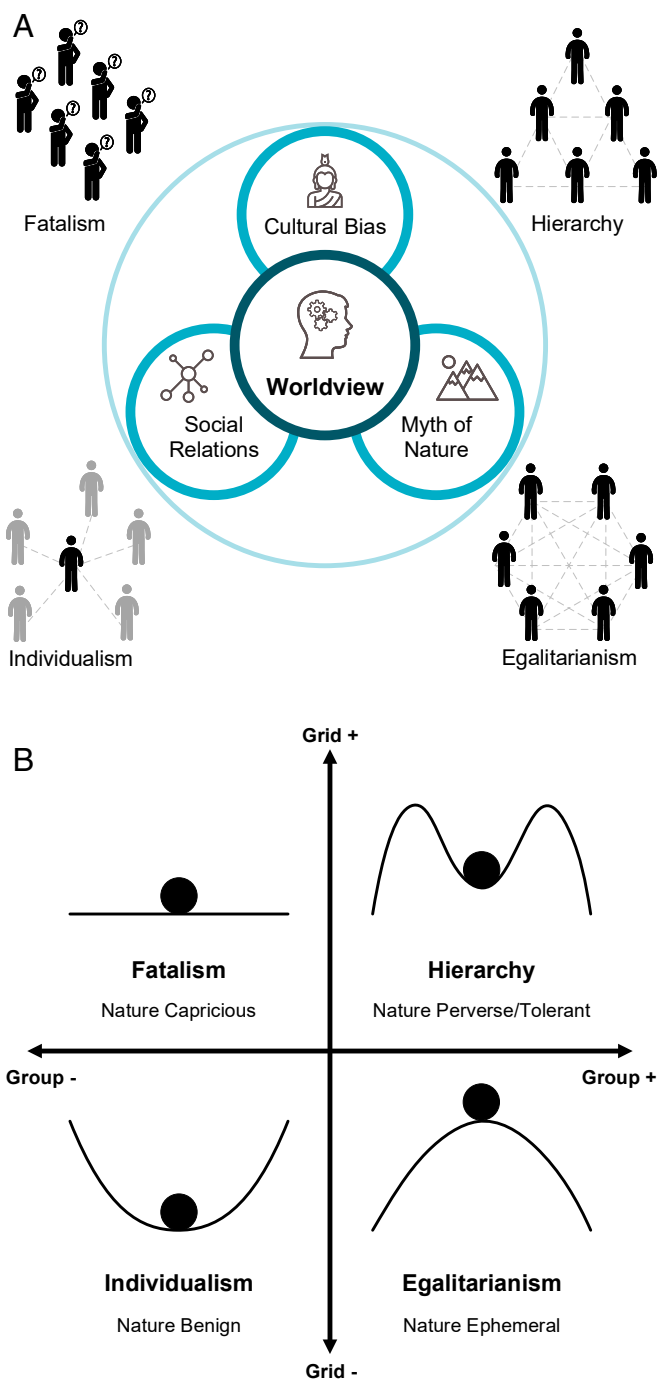 A
? ? ? ? ? ?
Fatalism
Hierarchy
Cultural Bias
Worldview
Social
Relations
Myth of
Nature
Individualism
Egalitarianism
B
Grid +
Fatalism
Nature Capricious
Hierarchy
Nature Perverse/Tolerant
Group -
Group +
Individualism
Nature Benign
Egalitarianism
Nature Ephemeral
Grid -